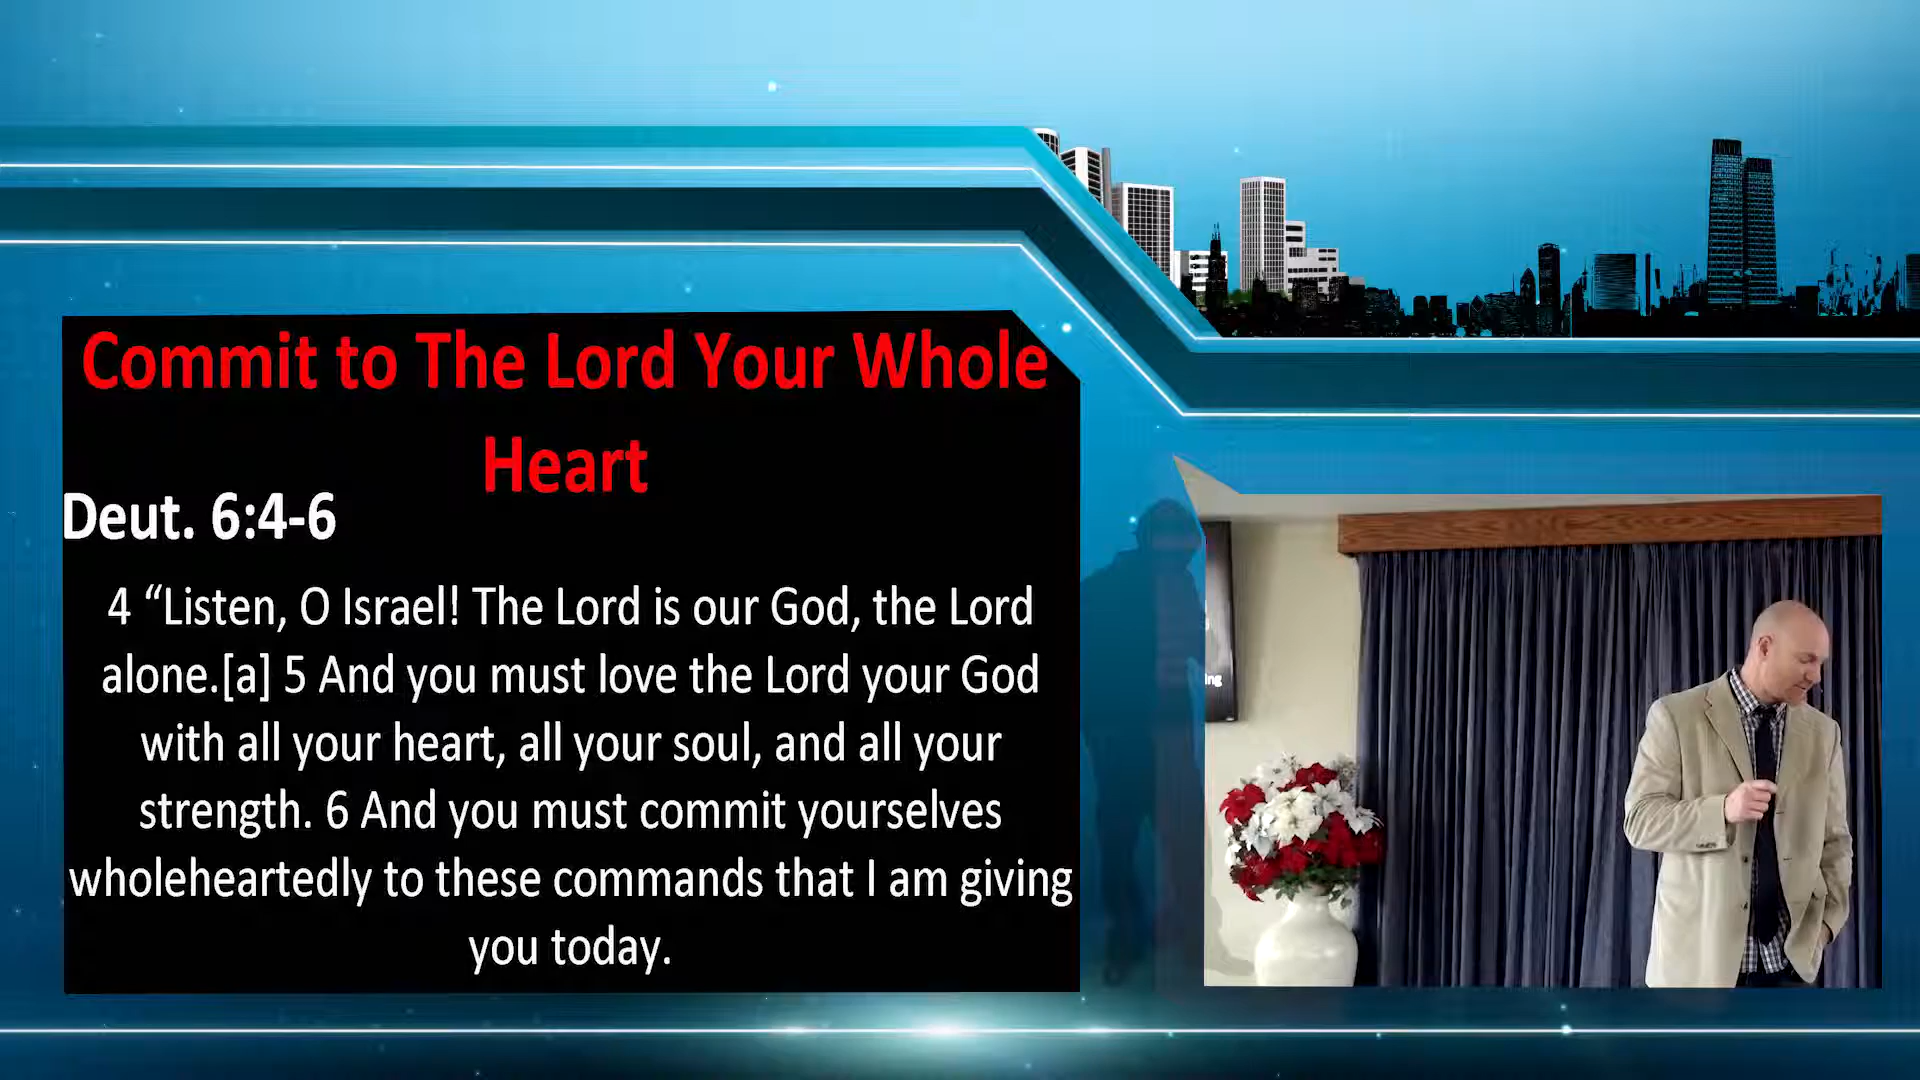 Commit to The Lord Your Whole
Heart
Deut. 6:4-6
4 “Listen, O Israel! The Lord is our God, the Lord
alone.[a] 5 And you must love the Lord your God
with all your heart, all your soul, and all your
strength. 6 And you must commit yourselves
wholeheartedly to these commands that I am giving
you today.
ing